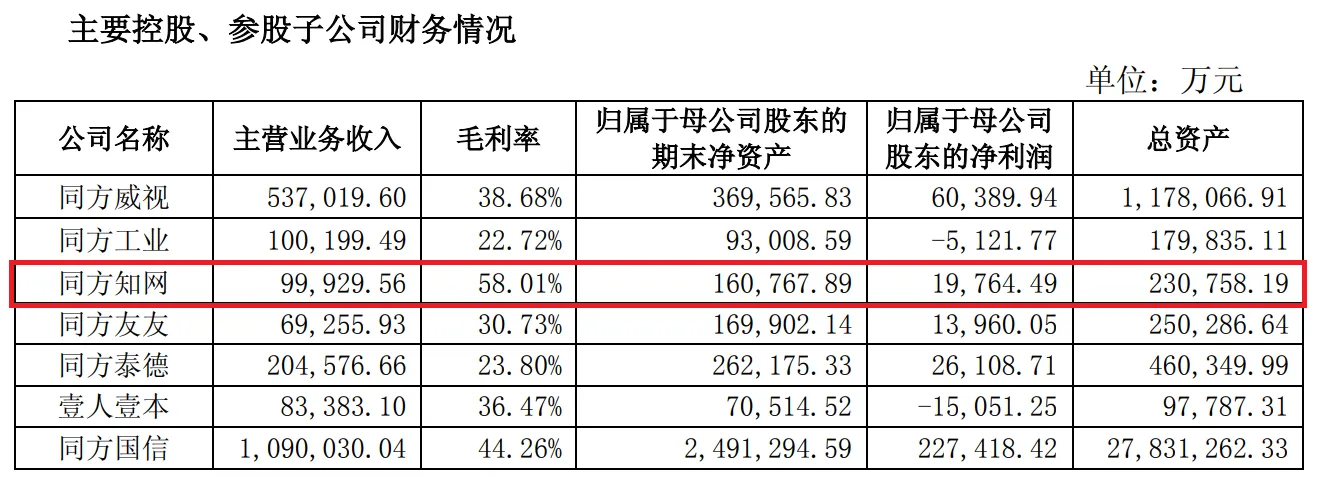 主要控股、参股子公司财务情况
单位：万元
公司名称 主营业务收入 毛利率 归属于母公司股东的期末净资产 归属于母公司股东的净利润 总资产
同方威视 537,019.60 38.68% 369,565.83 60,389.94 1,178,066.91
同方工业 100,199.49 22.72% 93,008.59 -5,121.77 179,835.11
同方知网 99,929.56 58.01% 160,767.89 19,764.49 230,758.19
同方友友 69,255.93 30.73% 169,902.14 13,960.05 250,286.64
同方泰德 204,576.66 23.80% 262,175.33 26,108.71 460,349.99
壹人壹本 83,383.10 36.47% 70,514.52 -15,051.25 97,787.31
同方国信 1,090,030.04 44.26% 2,491,294.59 227,418.42 27,831,262.33